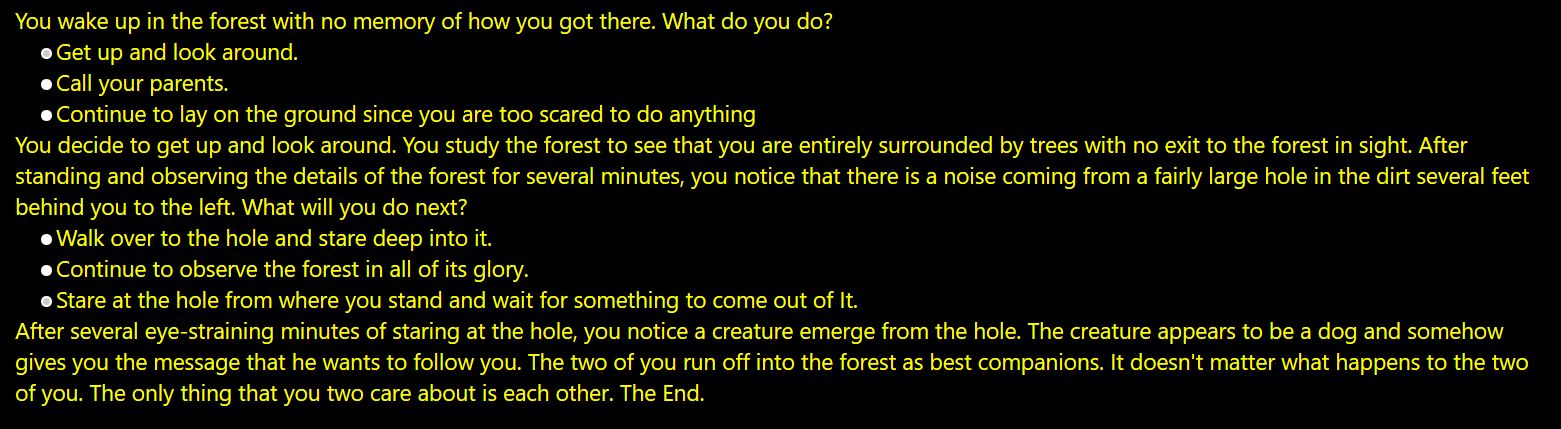 You wake up in the forest with no memory of how you got there. What do you do?
Get up and look around.
Call your parents.
Continue to lay on the ground since you are too scared to do anything
You decide to get up and look around. You study the forest to see that you are entirely surrounded by trees with no exit to the forest in sight. After
standing and observing the details of the forest for several minutes, you notice that there is a noise coming from a fairly large hole in the dirt several feet
behind you to the left. What will you do next?
Walk over to the hole and stare deep into it.
Continue to observe the forest in all of its glory.
Stare at the hole from where you stand and wait for something to come out of It.
After several eye-straining minutes of staring at the hole, you notice a creature emerge from the hole. The creature appears to be a dog and somehow
gives you the message that he wants to follow you. The two of you run off into the forest as best companions. It doesn't matter what happens to the two
of you. The only thing that you two care about is each other. The End.